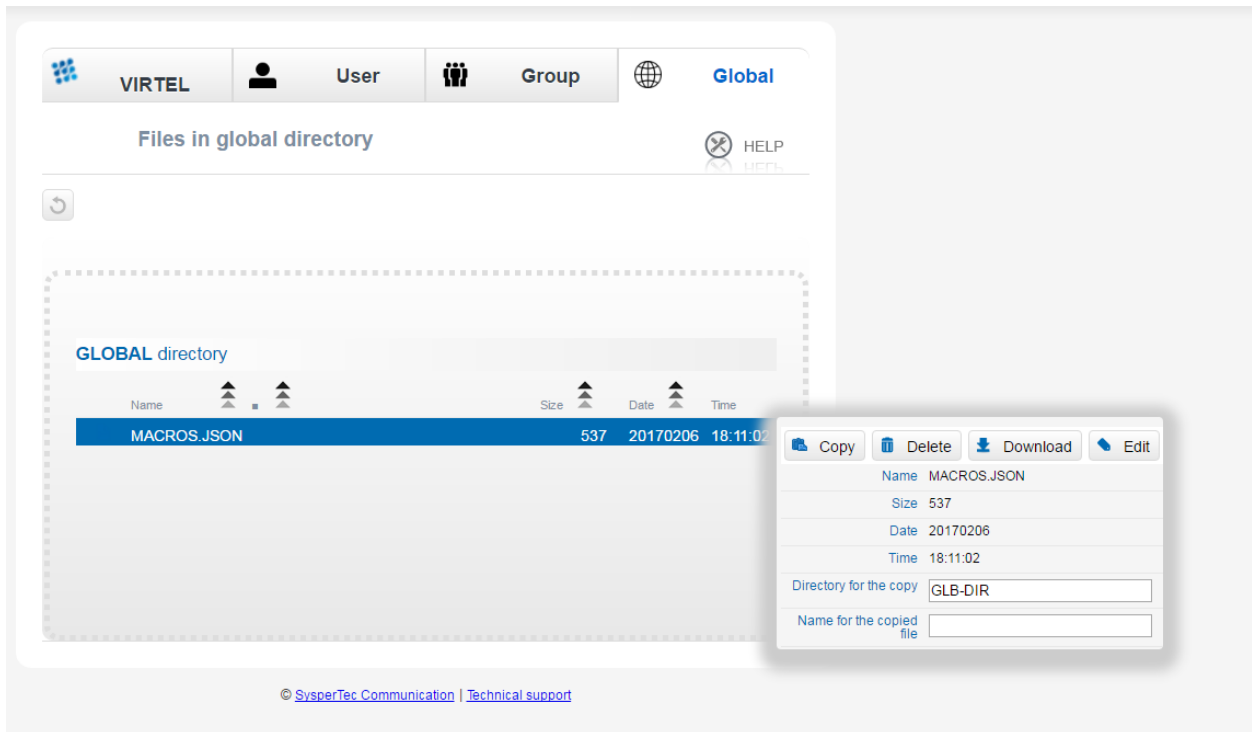 VIRTEL User Group Global
Files in global directory
HELP
GLOBAL directory
Name Size Date Time
MACROS.JSON 537 20170206 18:11:02
Copy Delete Download Edit
Name MACROS.JSON
Size 537
Date 20170206
Time 18:11:02
Directory for the copy GLB-DIR
Name for the copied
file
© SysperTec Communication | Technical support